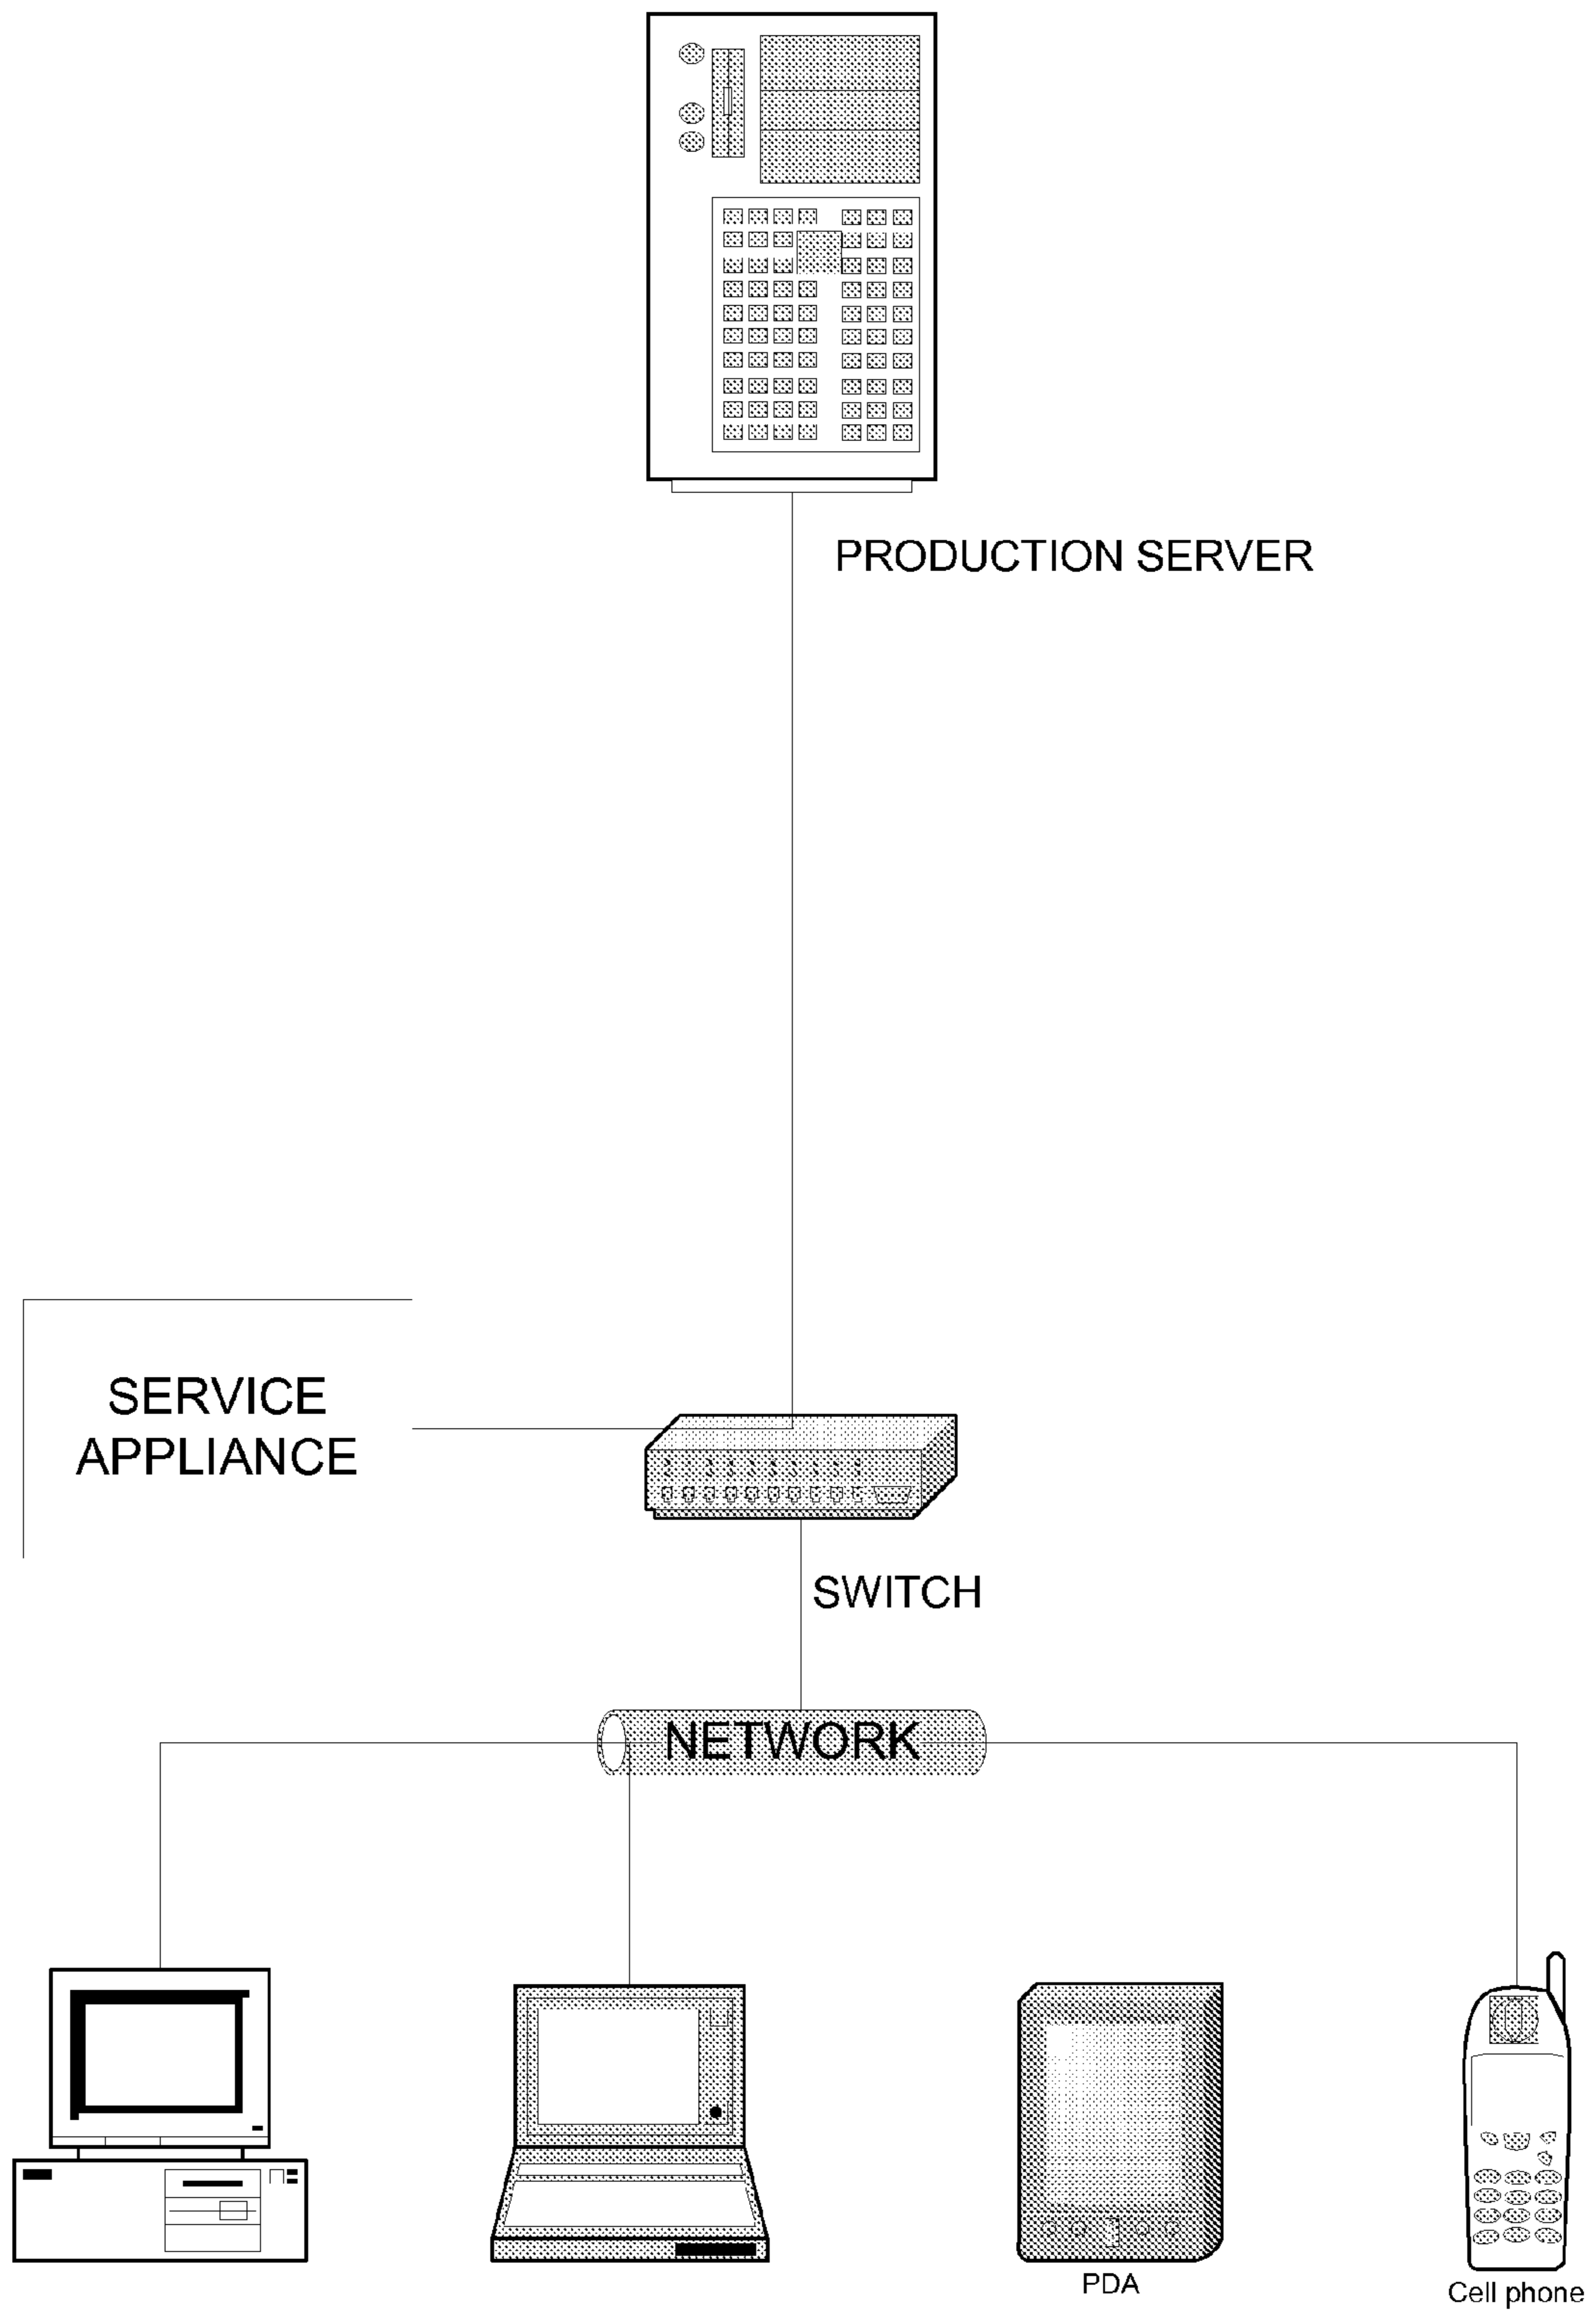 PRODUCTION SERVER
SERVICE
APPLIANCE
SWITCH
NETWORK
PDA
Cell phone